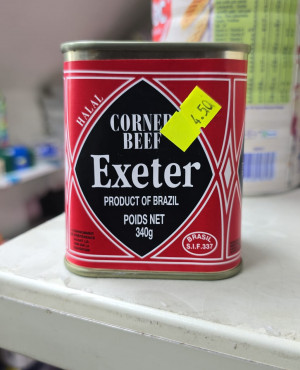 HALAL
CORNED
BEEF
4.50
Exeter
PRODUCT OF BRAZIL
POIDS NET
340g
BRASIL
S.I.F. 337